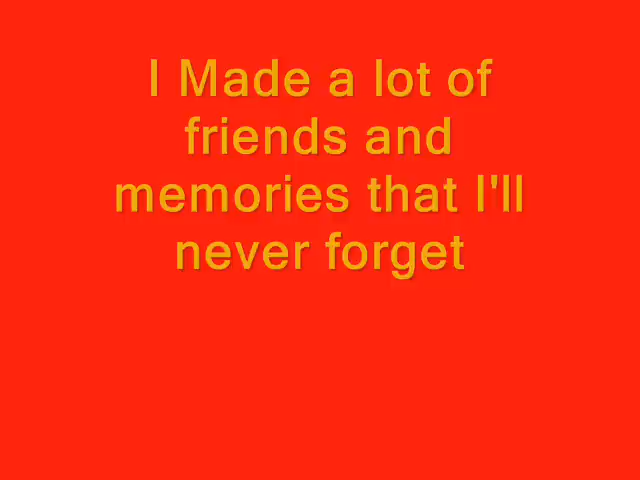 I Made a lot of
friends and
memories that I'll
never forget